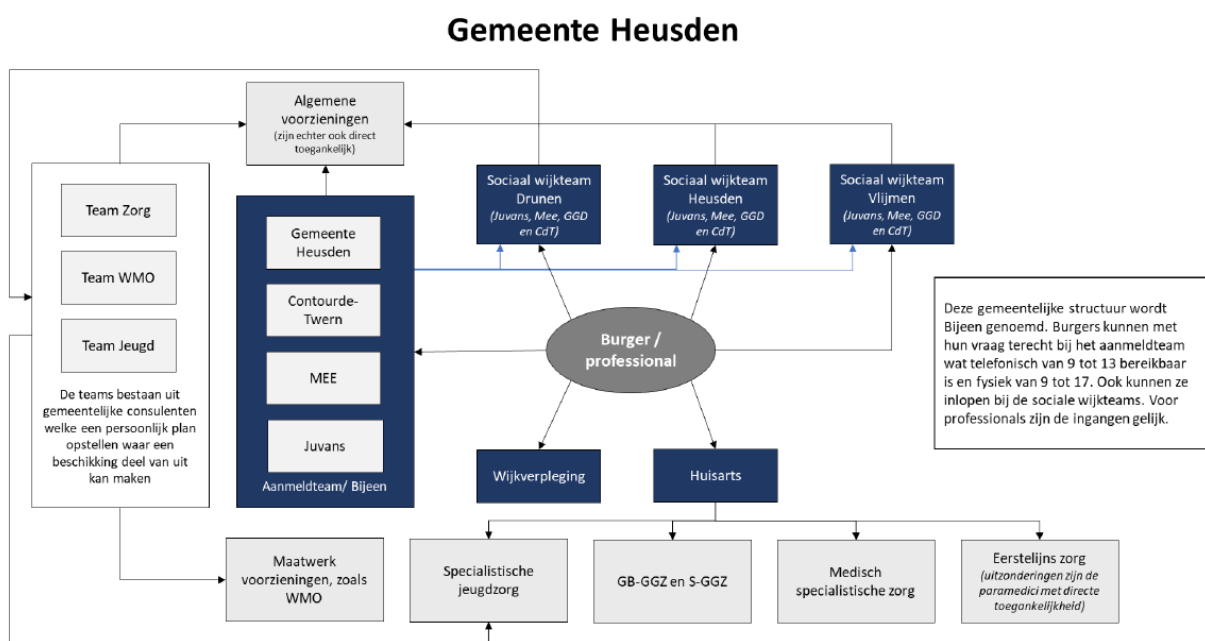 Gemeente Heusden
Algemene
voorzieningen
(zijn echter ook direct
toegankelijk)
Team Zorg
Team WMO
Team Jeugd
De teams bestaan uit
gemeentelijke consulenten
welke een persoonlijk plan
opstellen waar een
beschikking deel van uit
kan maken
Gemeente
Heusden
Contourde-
Twern
MEE
Juvans
Aanmeldteam/ Bijeen
Sociaal wijkteam
Drunen
(Juvans, Mee, GGD
en CdT)
Sociaal wijkteam
Heusden
(Juvans, Mee, GGD
en CdT)
Sociaal wijkteam
Vlijmen
(Juvans, Mee, GGD
en CdT)
Burger /
professional
Deze gemeentelijke structuur wordt
Bijeen genoemd. Burgers kunnen met
hun vraag terecht bij het aanmeldteam
wat telefonisch van 9 tot 13 bereikbaar
is en fysiek van 9 tot 17. Ook kunnen ze
inlopen bij de sociale wijkteams. Voor
professionals zijn de ingangen gelijk.
Wijkverpleging
Huisarts
Maatwerk
voorzieningen, zoals
WMO
Specialistische
jeugdzorg
GB-GGZ en S-GGZ
Medisch
specialistische zorg
Eerstelijns zorg
(uitzonderingen zijn de
paramedici met directe
toegankelijkheid)